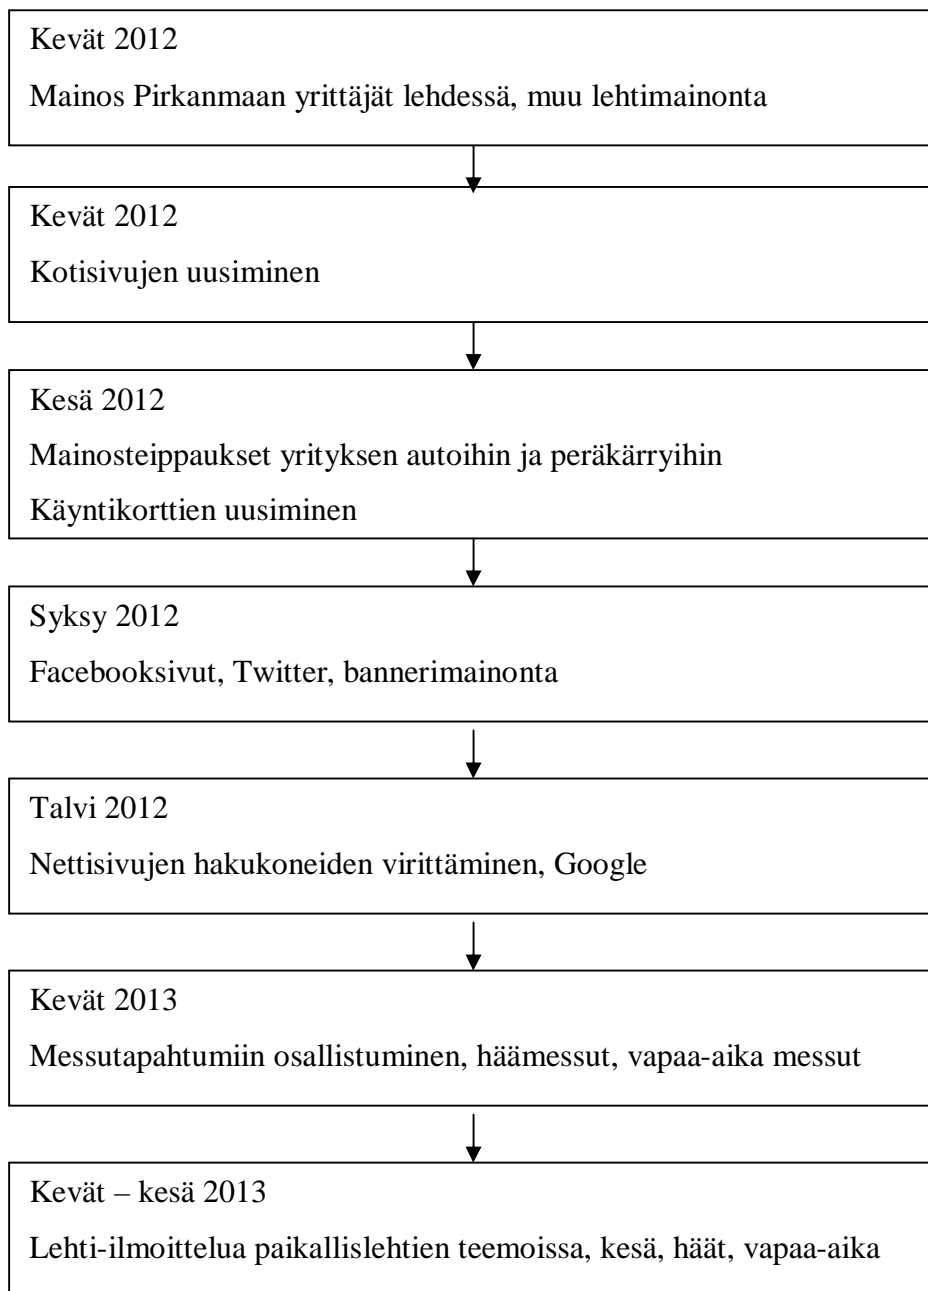 Kevät 2012
Mainos Pirkanmaan yrittäjät lehdessä, muu lehtimainonta
Kevät 2012
Kotisivujen uusiminen
Kesä 2012
Mainosteippaukset yrityksen autoihin ja peräkärryihin
Käyntikorttien uusiminen
Syksy 2012
Facebooksivut, Twitter, bannerimainonta
Talvi 2012
Nettisivujen hakukoneiden virittäminen, Google
Kevät 2013
Messutapahtumiin osallistuminen, häämessut, vapaa-aika messut
Kevät – kesä 2013
Lehti-ilmoittelua paikallislehtien teemoissa, kesä, häät, vapaa-aika